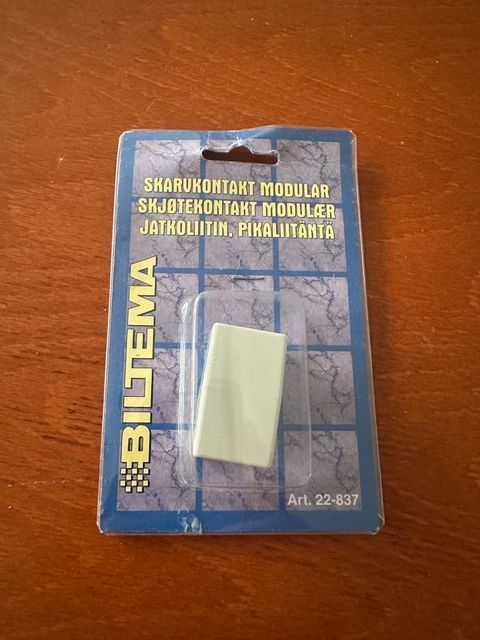 SKARVKONTAKT MODULAR
SKJØTEKONTAKT MODULÆR
JATKOLIITIN, PIKALIITÄNTÄ
BILTEMA
Art. 22-837